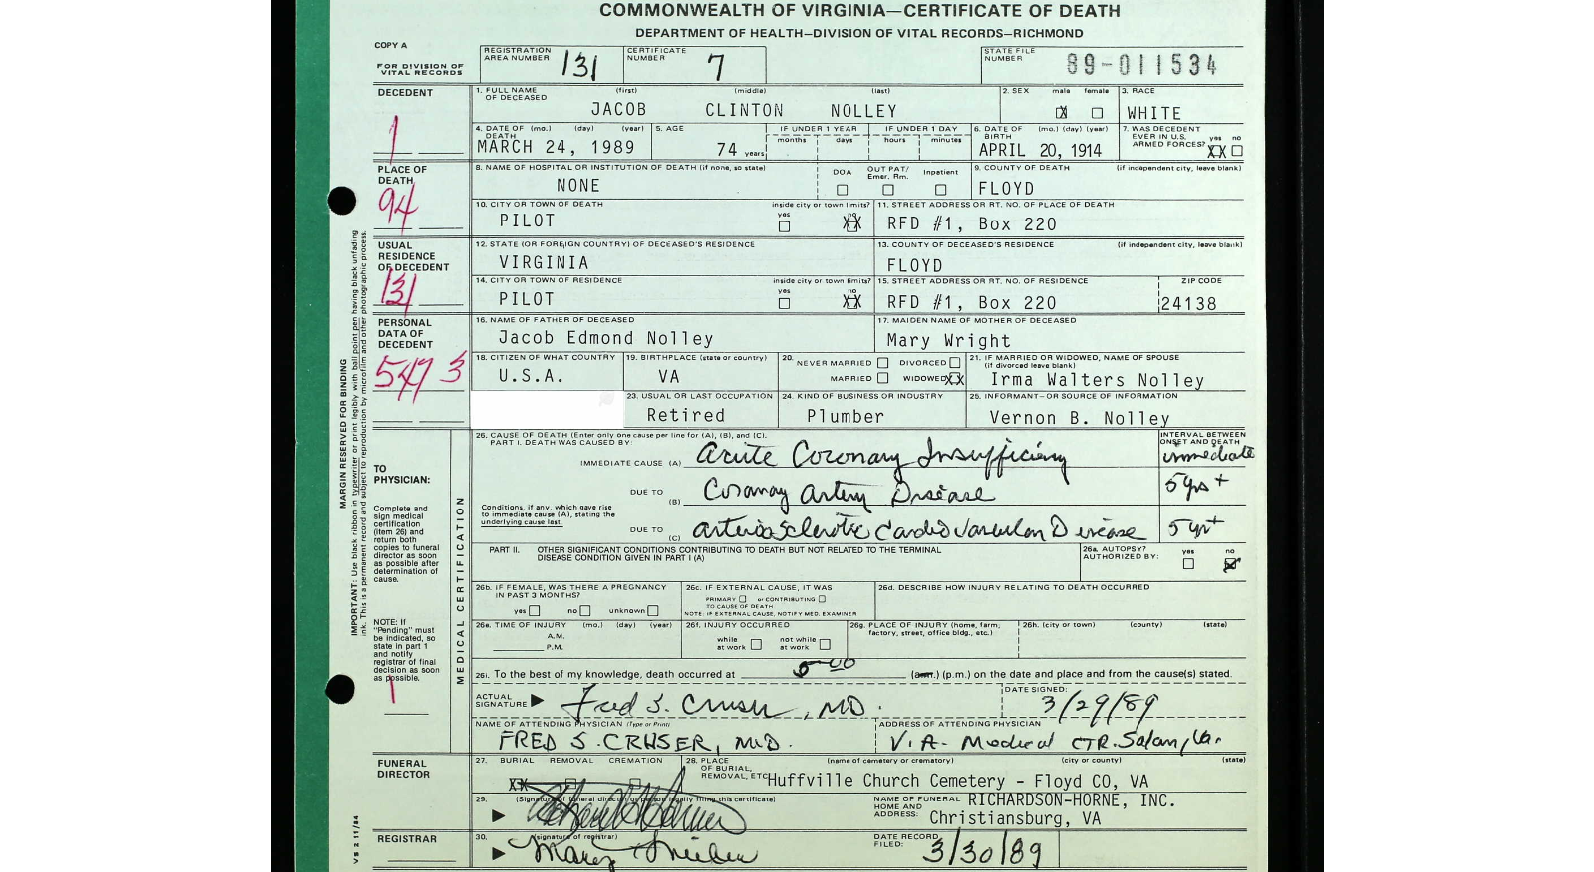 COMMONWEALTH OF VIRGINIA—CERTIFICATE OF DEATH
DEPARTMENT OF HEALTH—DIVISION OF VITAL RECORDS—RICHMOND
COPY A
FOR DIVISION OF VITAL RECORDS
REGISTRATION AREA NUMBER 131
CERTIFICATE NUMBER 7
STATE FILE NUMBER 89-011534
DECEDENT
1
1. FULL NAME OF DECEASED (first) (middle) (last)
JACOB CLINTON NOLLEY
2. SEX male female X
3. RACE WHITE
4. DATE OF DEATH (mo.) (day) (year)
MARCH 24, 1989
5. AGE 74 years
IF UNDER 1 YEAR months days
IF UNDER 1 DAY hours minutes
6. DATE OF BIRTH (mo.) (day) (year)
APRIL 20, 1914
7. WAS DECEDENT EVER IN U.S. ARMED FORCES? yes no XX
PLACE OF DEATH
94
8. NAME OF HOSPITAL OR INSTITUTION OF DEATH (if none, so state)
NONE
DOA OUT PAT/ Emer. Rm. Inpatient
9. COUNTY OF DEATH (if independent city, leave blank)
FLOYD
10. CITY OR TOWN OF DEATH inside city or town limits? yes no
PILOT XX
11. STREET ADDRESS OR RT. NO. OF PLACE OF DEATH
RFD #1, Box 220
USUAL RESIDENCE OF DECEDENT
131
12. STATE (OR FOREIGN COUNTRY) OF DECEASED'S RESIDENCE
VIRGINIA
13. COUNTY OF DECEASED'S RESIDENCE (if independent city, leave blank)
FLOYD
14. CITY OR TOWN OF RESIDENCE inside city or town limits? yes no
PILOT XX
15. STREET ADDRESS OR RT. NO. OF RESIDENCE ZIP CODE
RFD #1, Box 220 24138
PERSONAL DATA OF DECEDENT
547 3
16. NAME OF FATHER OF DECEASED
Jacob Edmond Nolley
17. MAIDEN NAME OF MOTHER OF DECEASED
Mary Wright
18. CITIZEN OF WHAT COUNTRY
U.S.A.
19. BIRTHPLACE (state or country)
VA
20. NEVER MARRIED DIVORCED
MARRIED WIDOWED XX
21. IF MARRIED OR WIDOWED, NAME OF SPOUSE (if divorced leave blank)
Irma Walters Nolley
23. USUAL OR LAST OCCUPATION
Retired
24. KIND OF BUSINESS OR INDUSTRY
Plumber
25. INFORMANT—OR SOURCE OF INFORMATION
Vernon B. Nolley
MARGIN RESERVED FOR BINDING
IMPORTANT: Use black ribbon in typewriter or print legibly with ball point pen having black unfading
ink. This is a permanent record and subject to reproduction by microfilm and other photographic process.
TO PHYSICIAN:
Complete and
sign medical
certification
(item 26) and
return both
copies to funeral
director as soon
as possible after
determination of
cause.
NOTE: If
"Pending" must
be indicated, so
state in part 1
and notify
registrar of final
decision as soon
as possible.
1
MEDICAL CERTIFICATION
26. CAUSE OF DEATH (Enter only one cause per line for (A), (B), and (C).
PART I. DEATH WAS CAUSED BY:
INTERVAL BETWEEN ONSET AND DEATH
IMMEDIATE CAUSE (A) Acute Coronary Insufficiency immediate
DUE TO (B) Coronary Artery Disease 5 yrs +
Conditions, if any, which gave rise
to immediate cause (A), stating the
underlying cause last.
DUE TO (C) Arteriosclerotic Cardiovascular Disease 5 yr+
PART II. OTHER SIGNIFICANT CONDITIONS CONTRIBUTING TO DEATH BUT NOT RELATED TO THE TERMINAL
DISEASE CONDITION GIVEN IN PART I (A)
26a. AUTOPSY? AUTHORIZED BY: yes no
26b. IF FEMALE, WAS THERE A PREGNANCY IN PAST 3 MONTHS?
yes no unknown
26c. IF EXTERNAL CAUSE, IT WAS
PRIMARY or CONTRIBUTING
TO CAUSE OF DEATH
NOTE: IF EXTERNAL CAUSE, NOTIFY MED. EXAMINER
26d. DESCRIBE HOW INJURY RELATING TO DEATH OCCURRED
26e. TIME OF INJURY (mo.) (day) (year)
A.M.
P.M.
26f. INJURY OCCURRED
while at work not while at work
26g. PLACE OF INJURY (home, farm, factory, street, office bldg., etc.)
26h. (city or town) (county) (state)
26i. To the best of my knowledge, death occurred at 5:00 (a.m.) (p.m.) on the date and place and from the cause(s) stated.
ACTUAL SIGNATURE Fred S. Cruser, MD.
DATE SIGNED: 3/29/89
NAME OF ATTENDING PHYSICIAN (Type or Print)
FRED S. CRUSER, M.D.
ADDRESS OF ATTENDING PHYSICIAN
V.A. Medical CTR. Salem, Va.
FUNERAL DIRECTOR
27. BURIAL REMOVAL CREMATION
XX
28. PLACE OF BURIAL, REMOVAL, ETC. (name of cemetery or crematory) (city or county) (state)
Huffville Church Cemetery - Floyd CO, VA
29. (Signature of funeral director or person legally filing this certificate)
NAME OF FUNERAL HOME AND ADDRESS: RICHARDSON-HORNE, INC.
Christiansburg, VA
REGISTRAR
30. (signature of registrar)
DATE RECORD FILED: 3/30/89
VS 2 11/84